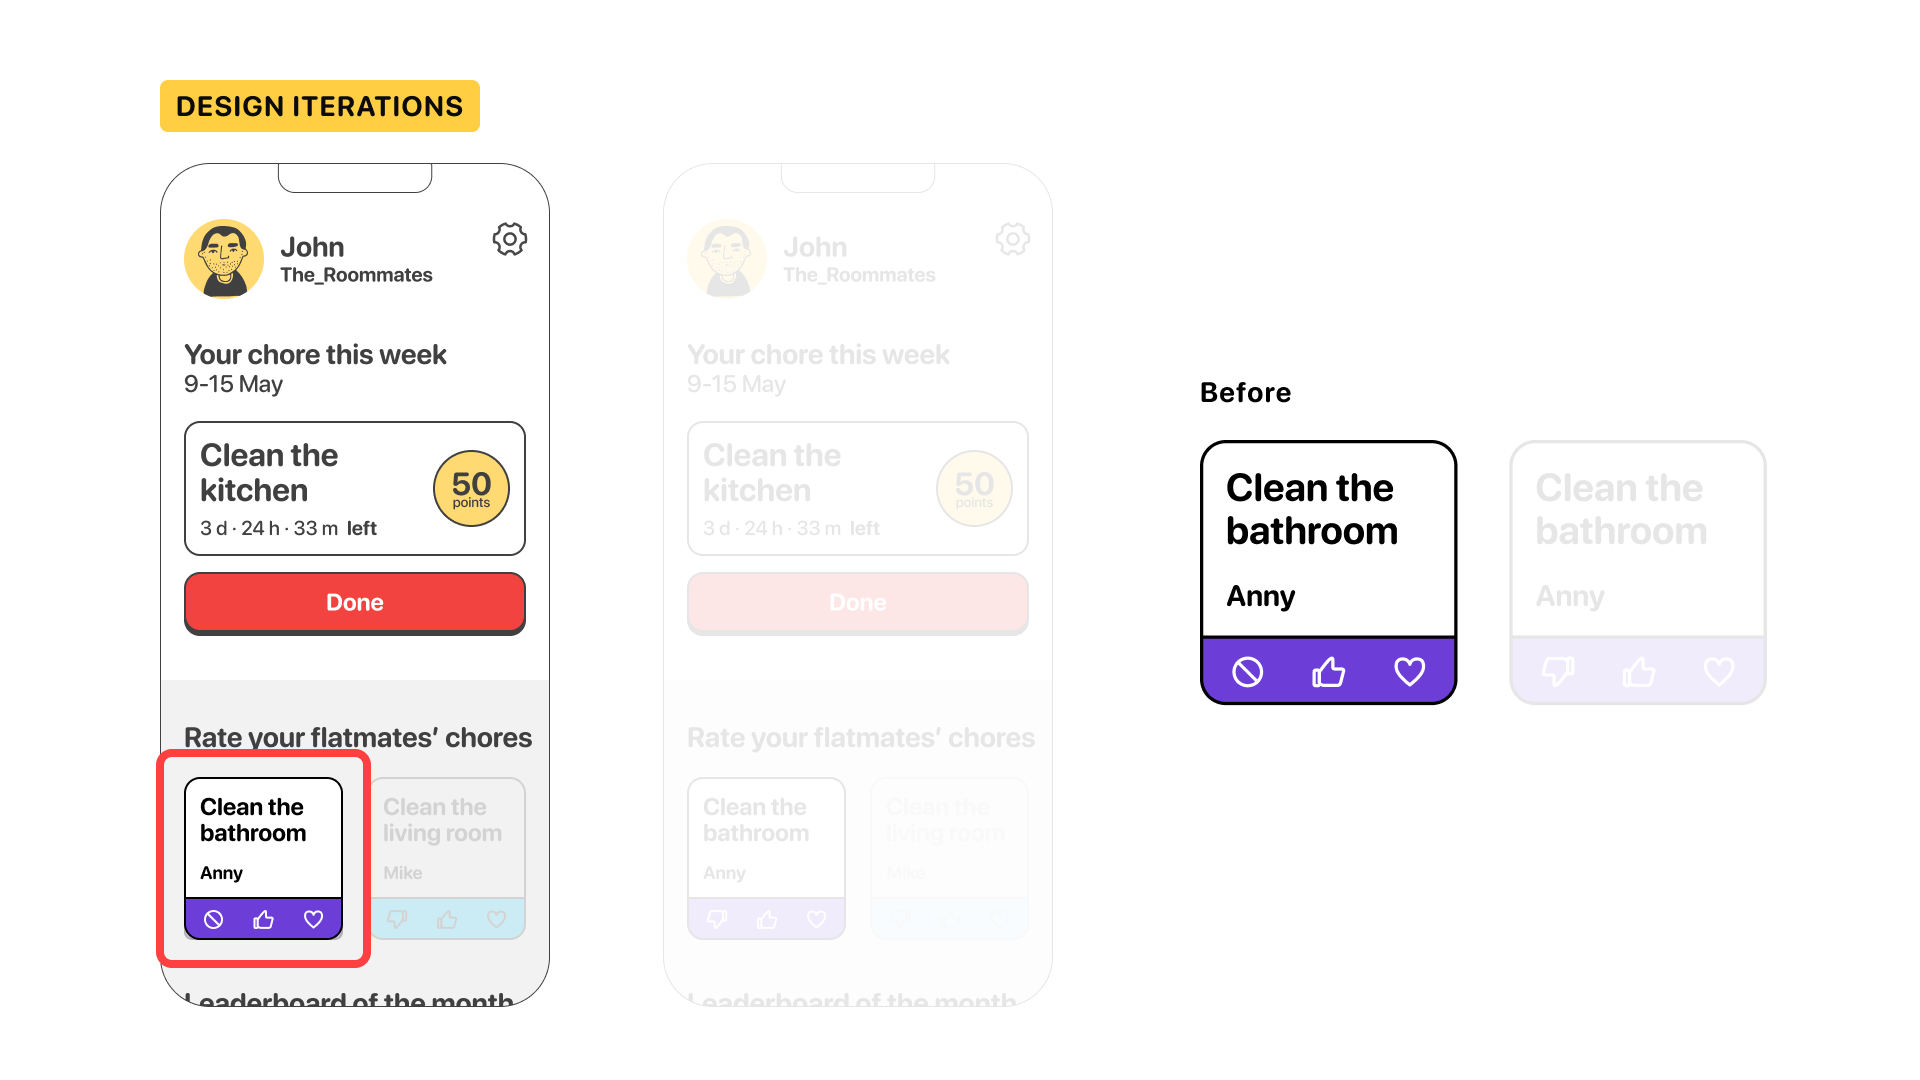 DESIGN ITERATIONS
John
The_Roommates
Your chore this week
9-15 May
Clean the
kitchen
3 d · 24 h · 33 m left
50
points
Done
Rate your flatmates’ chores
Clean the
bathroom
Anny
Clean the
living room
Mike
Leaderboard of the month
John
The_Roommates
Your chore this week
9-15 May
Clean the
kitchen
3 d · 24 h · 33 m left
50
points
Done
Rate your flatmates’ chores
Clean the
bathroom
Anny
Clean the
living room
Mike
Leaderboard of the month
Before
Clean the
bathroom
Anny
Clean the
bathroom
Anny